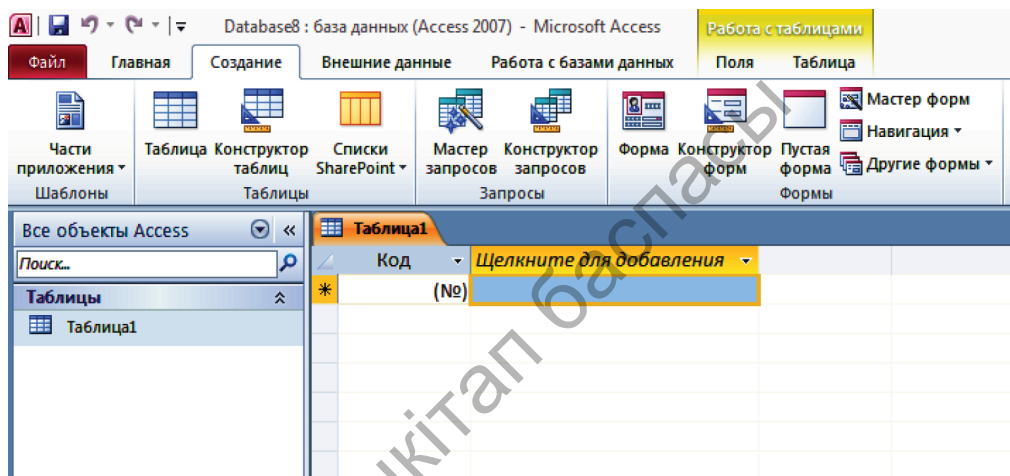 Database8 : база данных (Access 2007) - Microsoft Access
Работа с таблицами
Файл Главная Создание Внешние данные Работа с базами данных Поля Таблица
Части приложения
Таблица
Конструктор таблиц
Списки SharePoint
Мастер запросов
Конструктор запросов
Форма
Конструктор форм
Пустая форма
Мастер форм
Навигация
Другие формы
Шаблоны Таблицы Запросы Формы
Все объекты Access
Таблица1
Поиск...
Код Щелкните для добавления
(№)
Таблицы
Таблица1
кітап баспасы